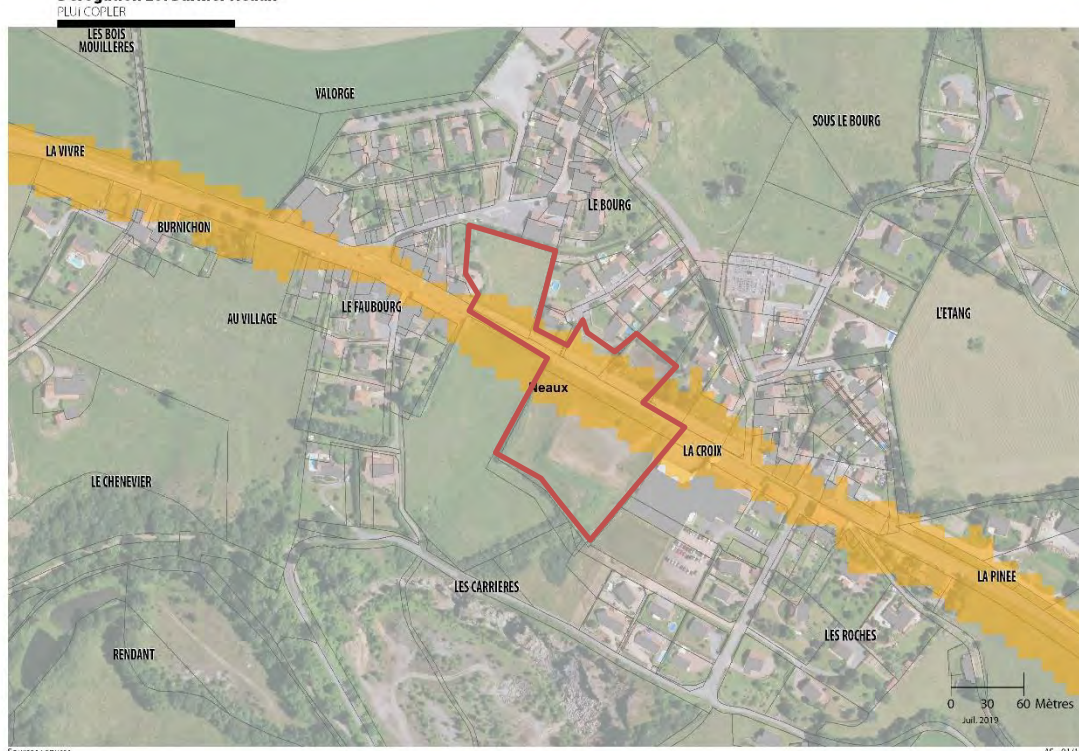 PLUi COPLER
LES BOIS
MOUILLERES
VALORGE
SOUS LE BOURG
LA VIVRE
LE BOURG
BURNICHON
LE FAUBOURG
AU VILLAGE
L'ETANG
Neaux
LA CROIX
LE CHENEVIER
LES CARRIERES
LA PINEE
LES ROCHES
RENDANT
0 30 60 Mètres
Juil. 2019